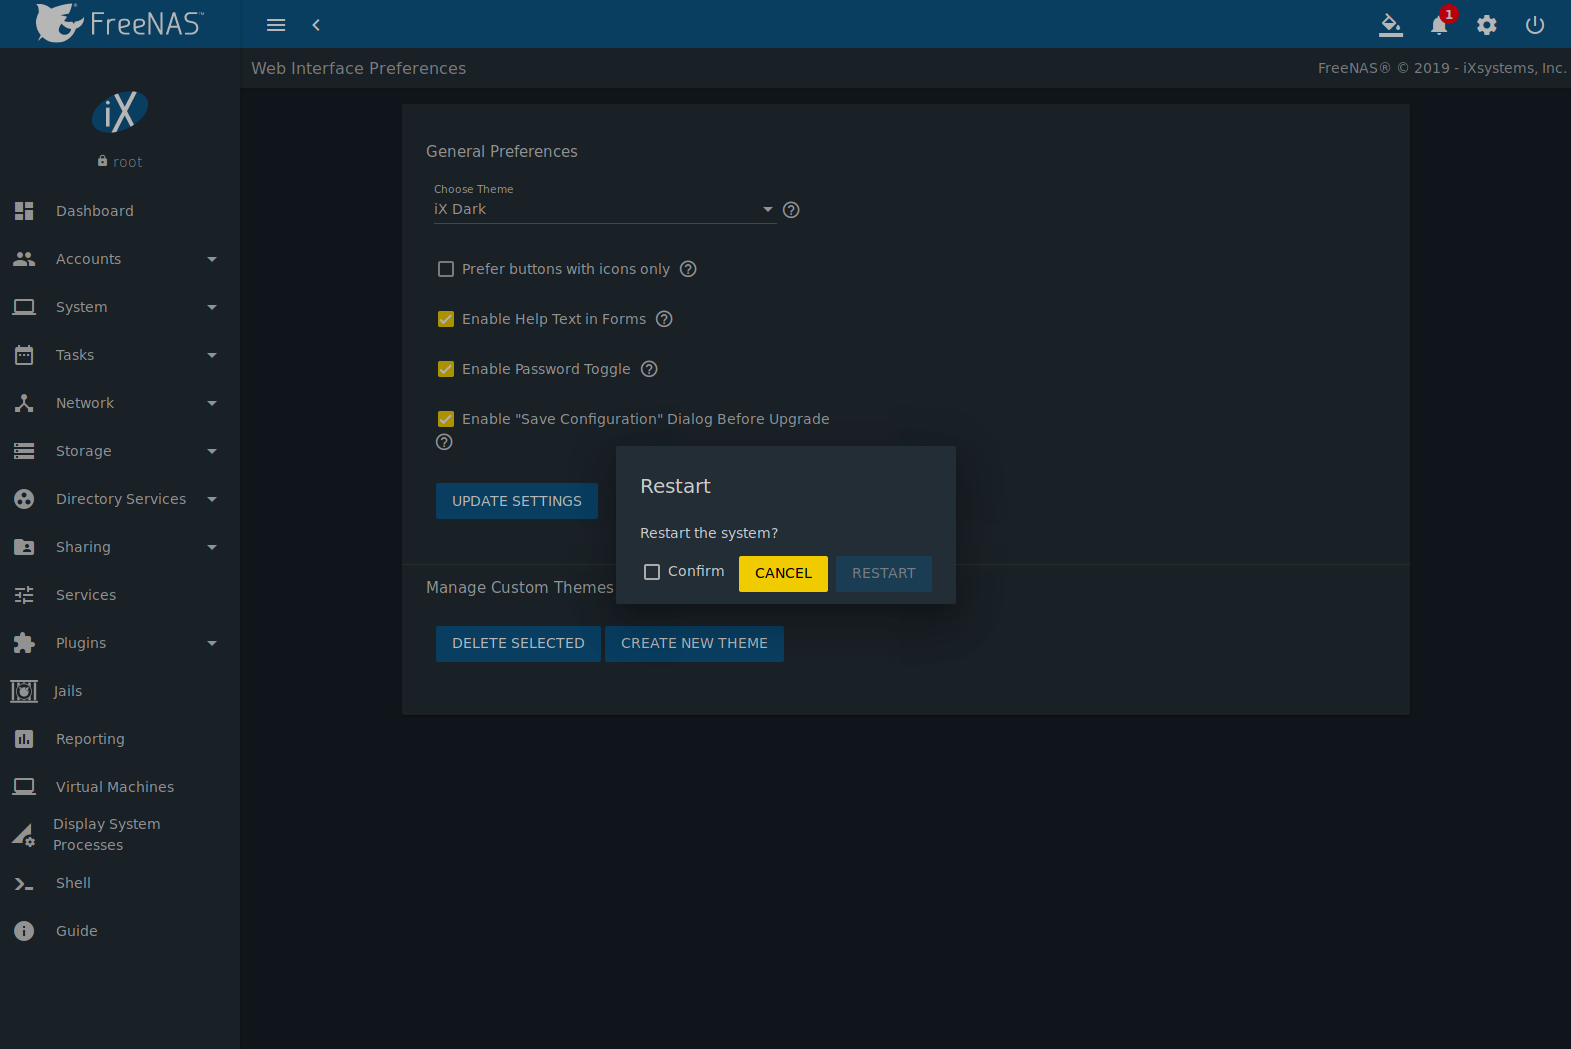 FreeNAS™
1
Web Interface Preferences
FreeNAS® © 2019 - iXsystems, Inc.
iX
root
Dashboard
Accounts
System
Tasks
Network
Storage
Directory Services
Sharing
Services
Plugins
Jails
Reporting
Virtual Machines
Display System
Processes
Shell
Guide
General Preferences
Choose Theme
iX Dark
Prefer buttons with icons only
Enable Help Text in Forms
Enable Password Toggle
Enable "Save Configuration" Dialog Before Upgrade
UPDATE SETTINGS
Manage Custom Themes
DELETE SELECTED CREATE NEW THEME
Restart
Restart the system?
Confirm CANCEL RESTART